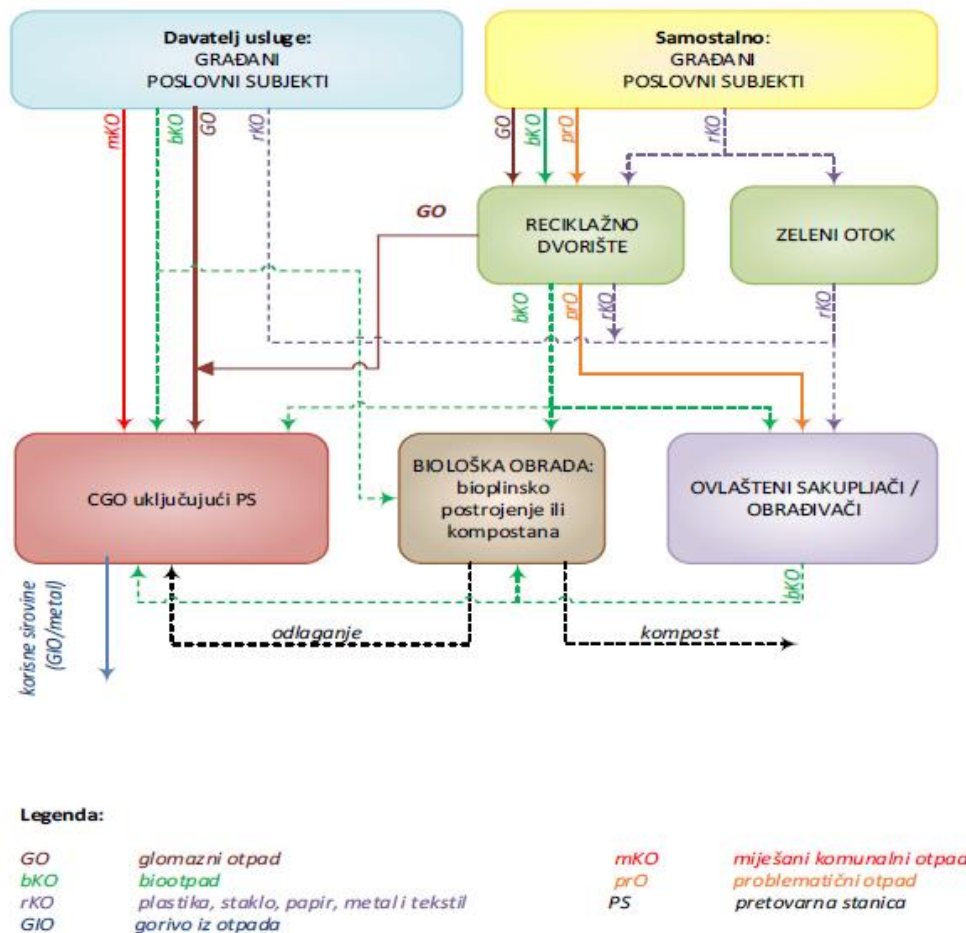 Davatelj usluge:
GRAĐANI
POSLOVNI SUBJEKTI
Samostalno:
GRAĐANI
POSLOVNI SUBJEKTI
mKO
bKO
GO
rKO
GO
bKO
prO
rKO
GO
RECIKLAŽNO
DVORIŠTE
ZELENI OTOK
bKO
prO
rKO
rKO
CGO uključujući PS
BIOLOŠKA OBRADA:
bioplinsko
postrojenje ili
kompostana
OVLAŠTENI SAKUPLJAČI /
OBRAĐIVAČI
bKO
korisne sirovine
(GIO/metal)
odlaganje
kompost
Legenda:
GO glomazni otpad
mKO miješani komunalni otpad
bKO biootpad
prO problematični otpad
rKO plastika, staklo, papir, metal i tekstil
PS pretovarna stanica
GIO gorivo iz otpada